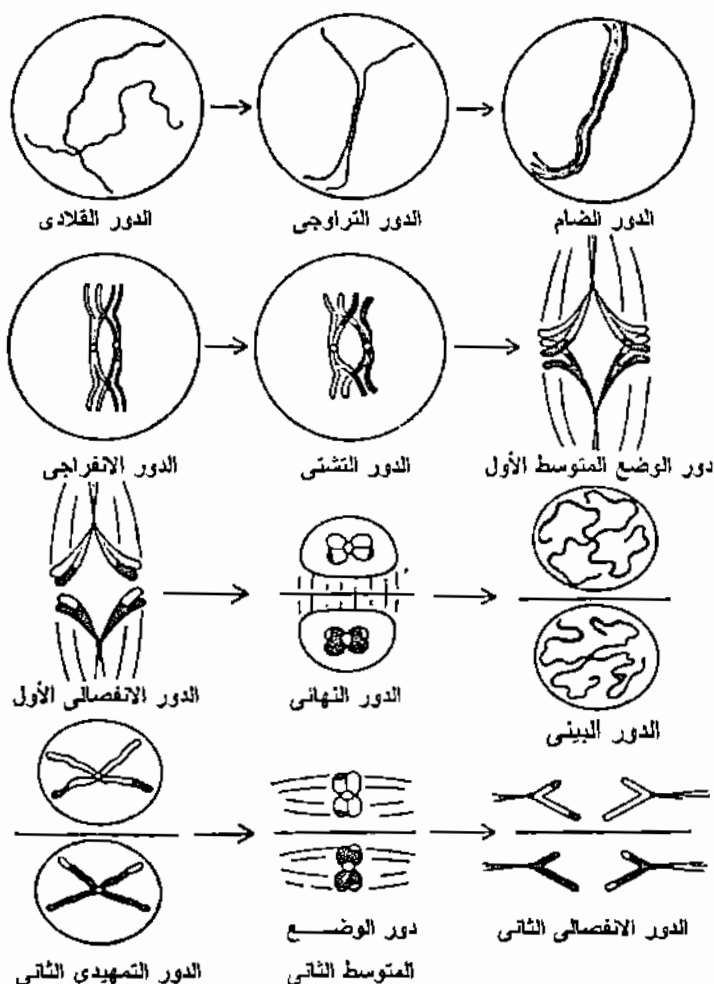 الدور القلادى
الدور التراوجى
الدور الضام
الدور الانفراجى
الدور التشتى
دور الوضع المتوسط الأول
الدور الانفصالى الأول
الدور النهائى
الدور البينى
الدور التمهيدي الثانى
دور الوضـــــع
المتوسط الثانى
الدور الانفصالى الثانى